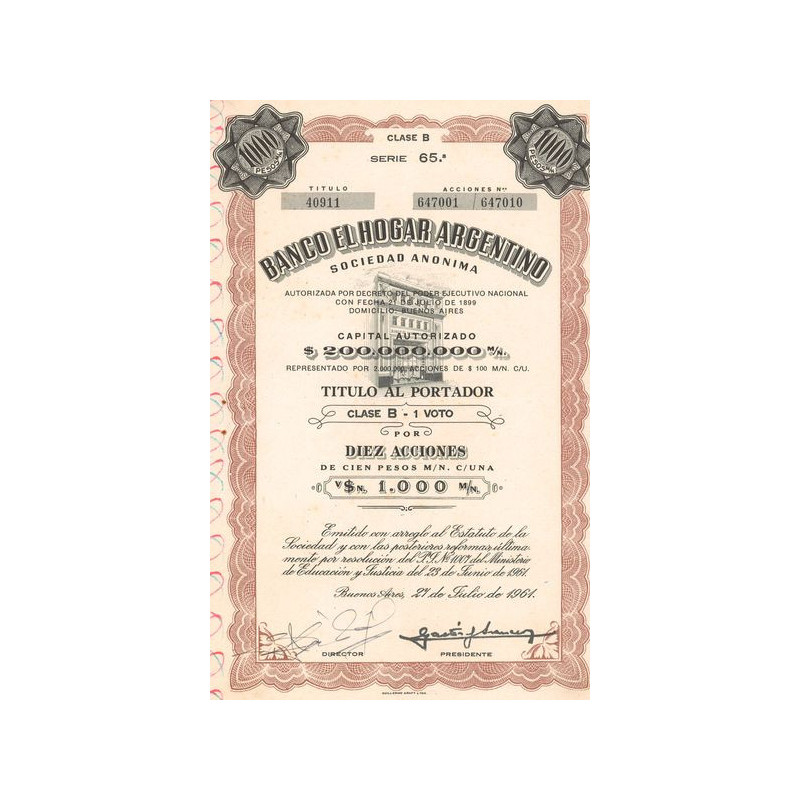 1000
PESOS M/N
1000
PESOS M/N
CLASE B
SERIE 65.ª
TITULO ACCIONES Nos
40911 647001 / 647010
BANCO EL HOGAR ARGENTINO
SOCIEDAD ANONIMA
AUTORIZADA POR DECRETO DEL PODER EJECUTIVO NACIONAL
CON FECHA 21 DE JULIO DE 1899
DOMICILIO: BUENOS AIRES
CAPITAL AUTORIZADO
$ 200.000.000 M/N.
REPRESENTADO POR 2.000.000 ACCIONES DE $ 100 M/N. C/U.
TITULO AL PORTADOR
CLASE B - 1 VOTO
POR
DIEZ ACCIONES
DE CIEN PESOS M/N. C/UNA
V$N. 1.000 M/N.
Emitido con arreglo al Estatuto de la
Sociedad y con las posteriores reformas, última
mente por resolución del P.J. Nº 1007 del Ministerio
de Educación y Justicia del 23 de Junio de 1961.
Buenos Aires, 27 de Julio de 1961.
DIRECTOR PRESIDENTE
GUILLERMO KRAFT LTDA.